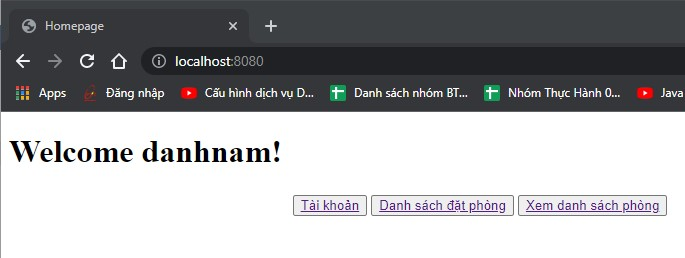 Homepage
localhost:8080
Apps Đăng nhập Cấu hình dịch vụ D... Danh sách nhóm BT... Nhóm Thực Hành 0... Java
Welcome danhnam!
Tài khoản Danh sách đặt phòng Xem danh sách phòng